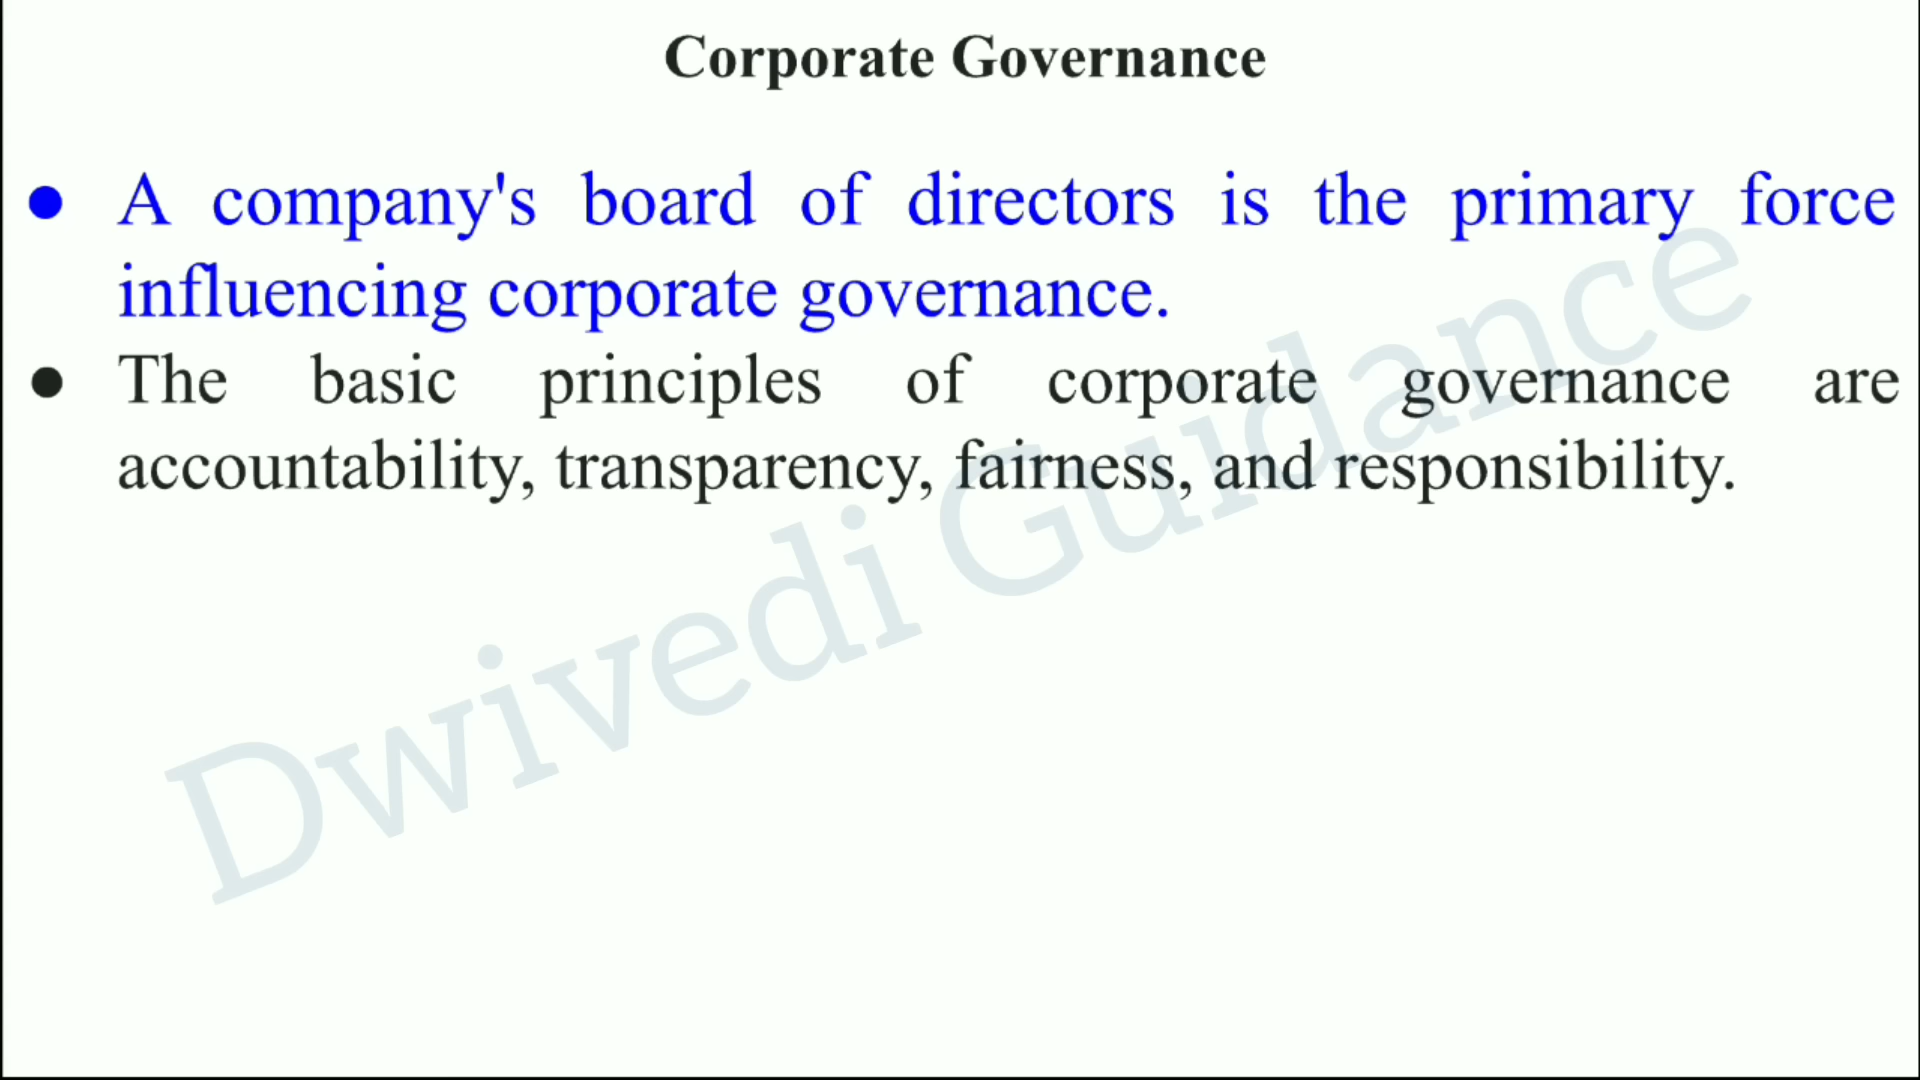 Corporate Governance
● A company's board of directors is the primary force
influencing corporate governance.
● The basic principles of corporate governance are
accountability, transparency, fairness, and responsibility.
Dwivedi Guidance